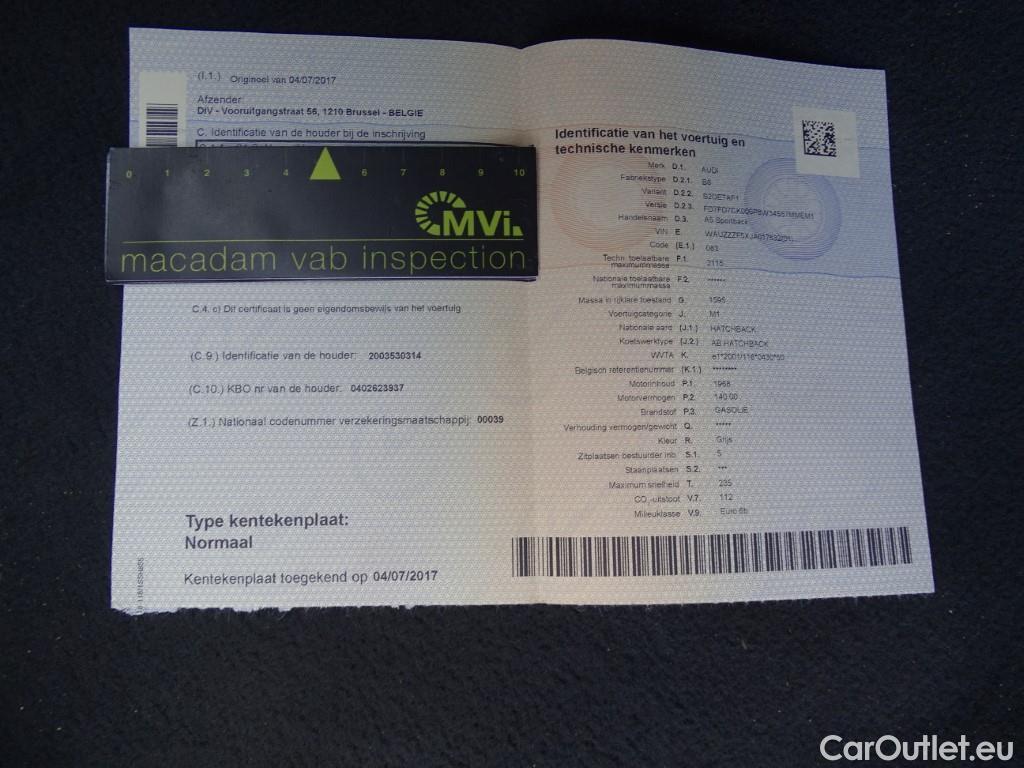 (I.1.) Origineel van 04/07/2017
Afzender:
DIV - Vooruitgangstraat 56, 1210 Brussel - BELGIE
C. Identificatie van de houder bij de inschrijving
0 1 2 3 4 6 7 8 9 10
MVi.
macadam vab inspection
C.4. c) Dit certificaat is geen eigendomsbewijs van het voertuig
(C.9.) Identificatie van de houder: 2003530314
(C.10.) KBO nr van de houder: 0402623937
(Z.1.) Nationaal codenummer verzekeringsmaatschappij: 00039
Type kentekenplaat:
Normaal
Kentekenplaat toegekend op 04/07/2017
Identificatie van het voertuig en
technische kenmerken
Merk D.1. AUDI
Fabriekstype D.2.1. B8
Variant D.2.2.
Versie D.2.3.
Handelsnaam D.3. A5 Sportback
VIN E.
Code (E.1.) 063
Techn. toelaatbare maximummassa F.1. 2115
Nationale toelaatbare maximummassa F.2. ******
Massa in rijklare toestand G. 1595
Voertuigcategorie J. M1
Nationale aard (J.1.) HATCHBACK
Koetswerktype (J.2.) AB HATCHBACK
WVTA K. e1*2001/116*0430*50
Belgisch referentienummer (K.1.) ********
Motorinhoud P.1. 1968
Motorvermogen P.2. 140.00
Brandstof P.3. GASOLIE
Verhouding vermogen/gewicht Q. *****
Kleur R. Grijs
Zitplaatsen bestuurder inb. S.1. 5
Staanplaatsen S.2. ***
Maximum snelheid T. 235
CO₂-uitstoot V.7. 112
Milieuklasse V.9. Euro 6b
CarOutlet.eu